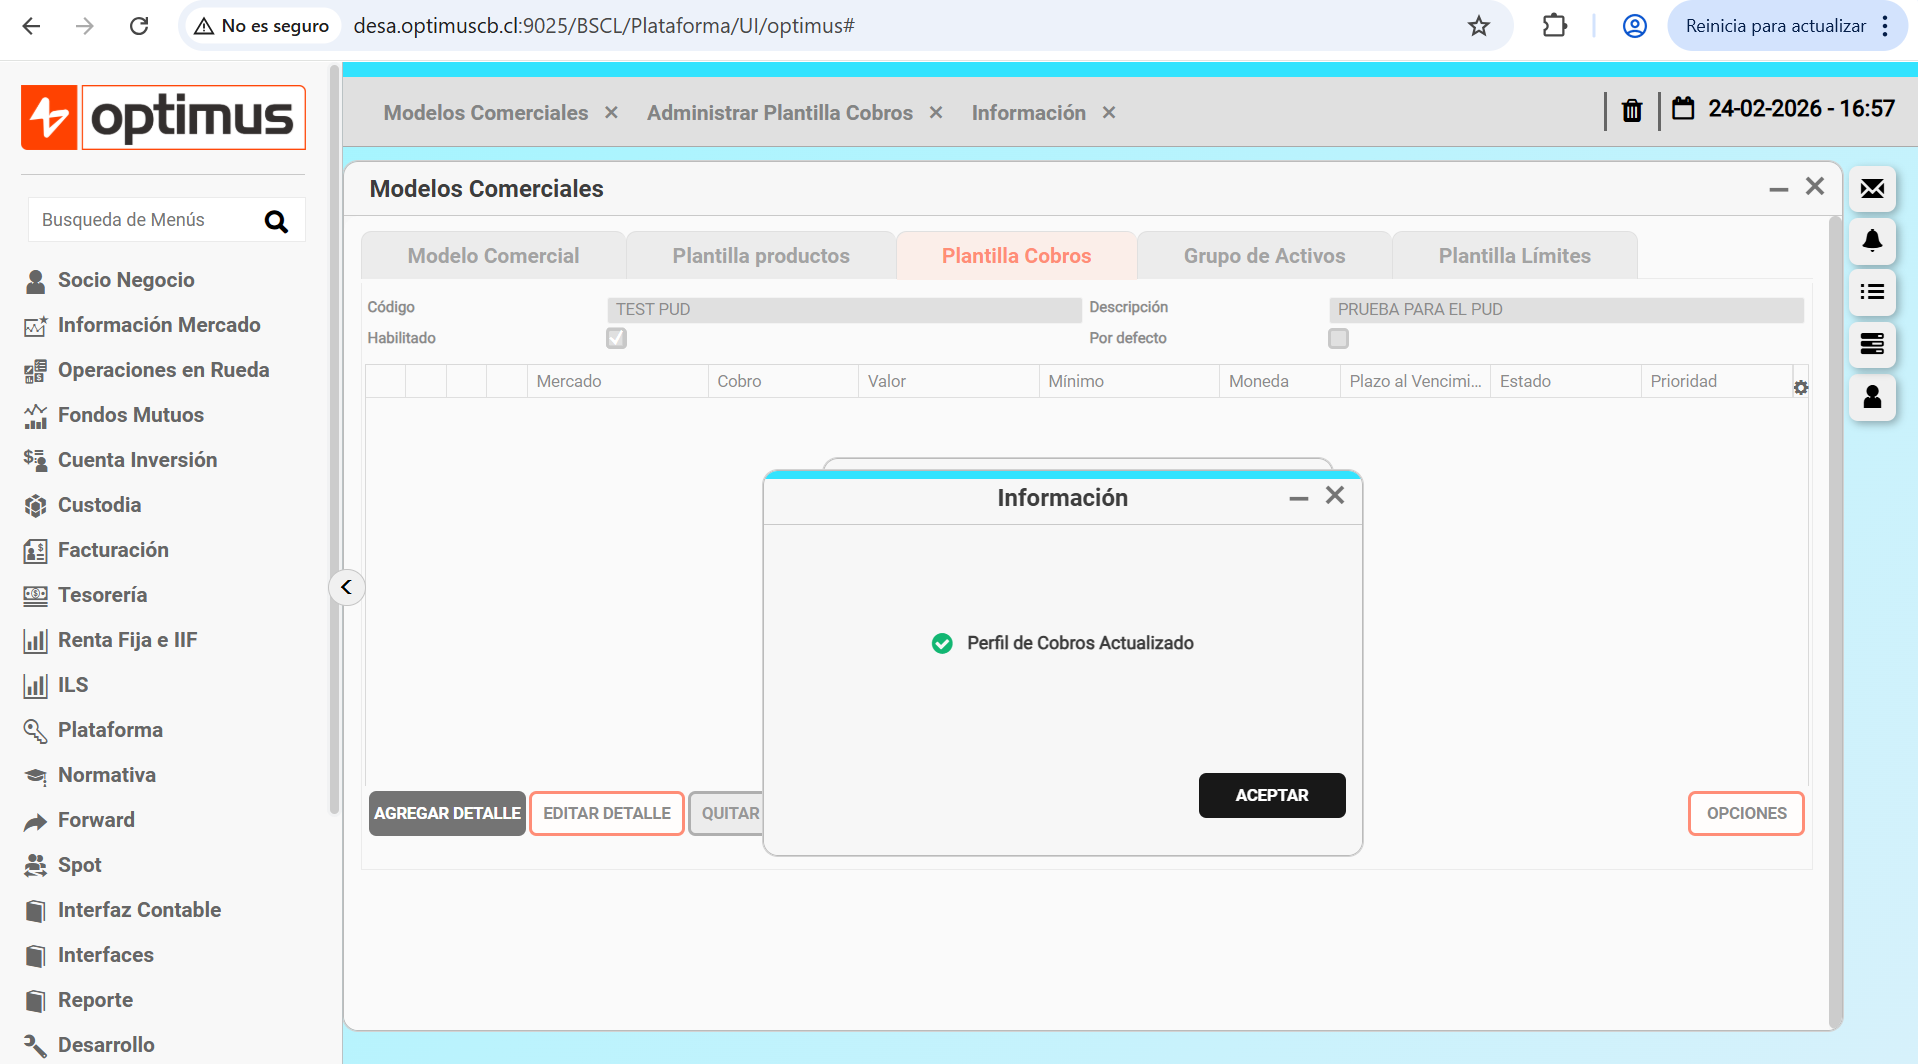 No es seguro
desa.optimuscb.cl:9025/BSCL/Plataforma/UI/optimus#
Reinicia para actualizar
optimus
Busqueda de Menús
Socio Negocio
Información Mercado
Operaciones en Rueda
Fondos Mutuos
Cuenta Inversión
Custodia
Facturación
Tesorería
Renta Fija e IIF
ILS
Plataforma
Normativa
Forward
Spot
Interfaz Contable
Interfaces
Reporte
Desarrollo
Modelos Comerciales
Administrar Plantilla Cobros
Información
24-02-2026 - 16:57
Modelos Comerciales
Modelo Comercial
Plantilla productos
Plantilla Cobros
Grupo de Activos
Plantilla Límites
Código
TEST PUD
Descripción
PRUEBA PARA EL PUD
Habilitado
Por defecto
Mercado
Cobro
Valor
Mínimo
Moneda
Plazo al Vencimi...
Estado
Prioridad
Información
Perfil de Cobros Actualizado
ACEPTAR
AGREGAR DETALLE
EDITAR DETALLE
QUITAR
OPCIONES